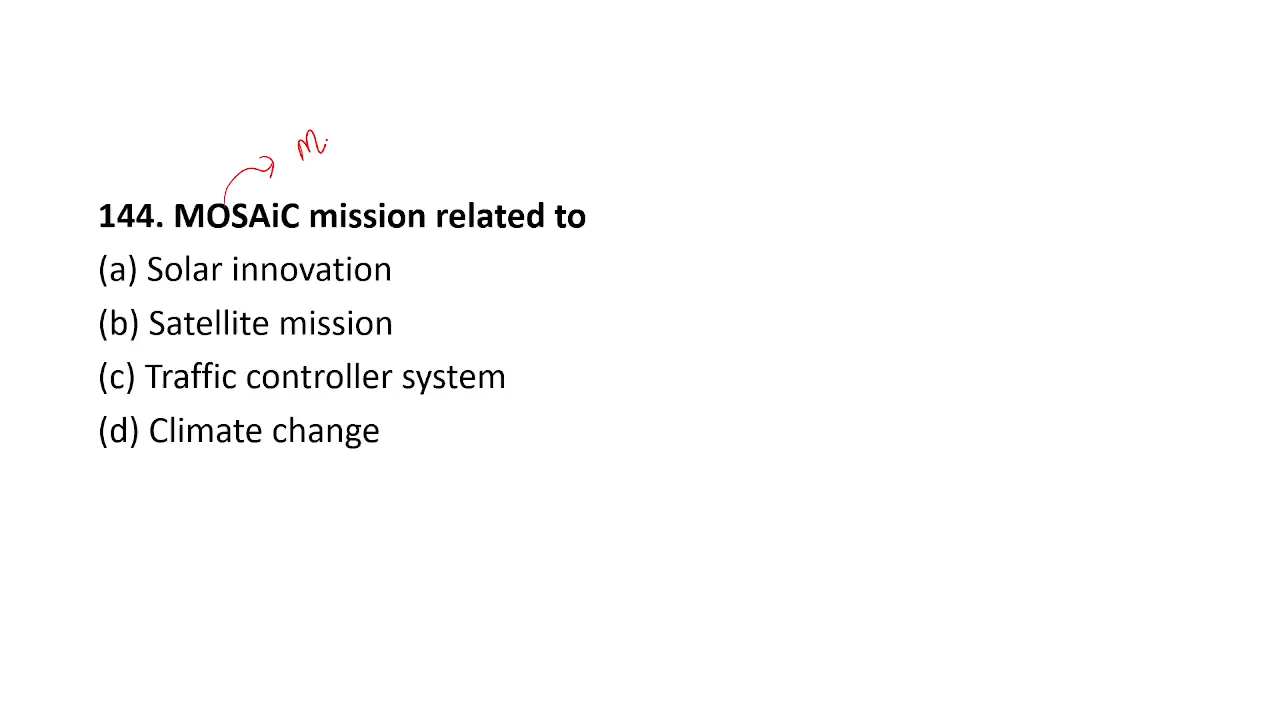 M.
144. MOSAiC mission related to
(a) Solar innovation
(b) Satellite mission
(c) Traffic controller system
(d) Climate change